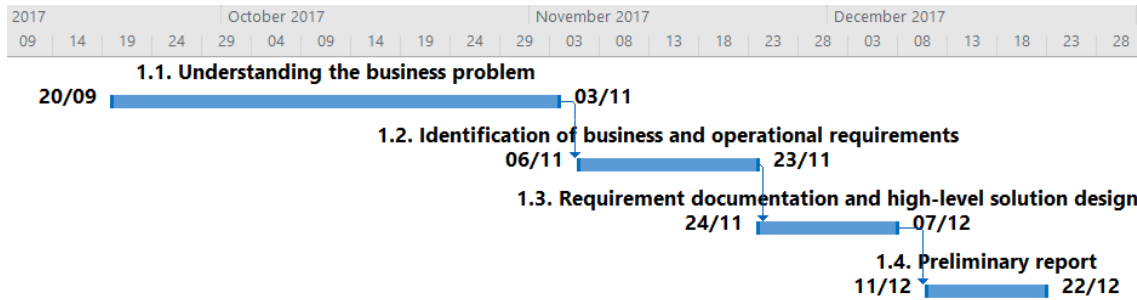 2017 October 2017 November 2017 December 2017
09 14 19 24 29 04 09 14 19 24 29 03 08 13 18 23 28 03 08 13 18 23 28
1.1. Understanding the business problem
20/09 03/11
1.2. Identification of business and operational requirements
06/11 23/11
1.3. Requirement documentation and high-level solution design
24/11 07/12
1.4. Preliminary report
11/12 22/12